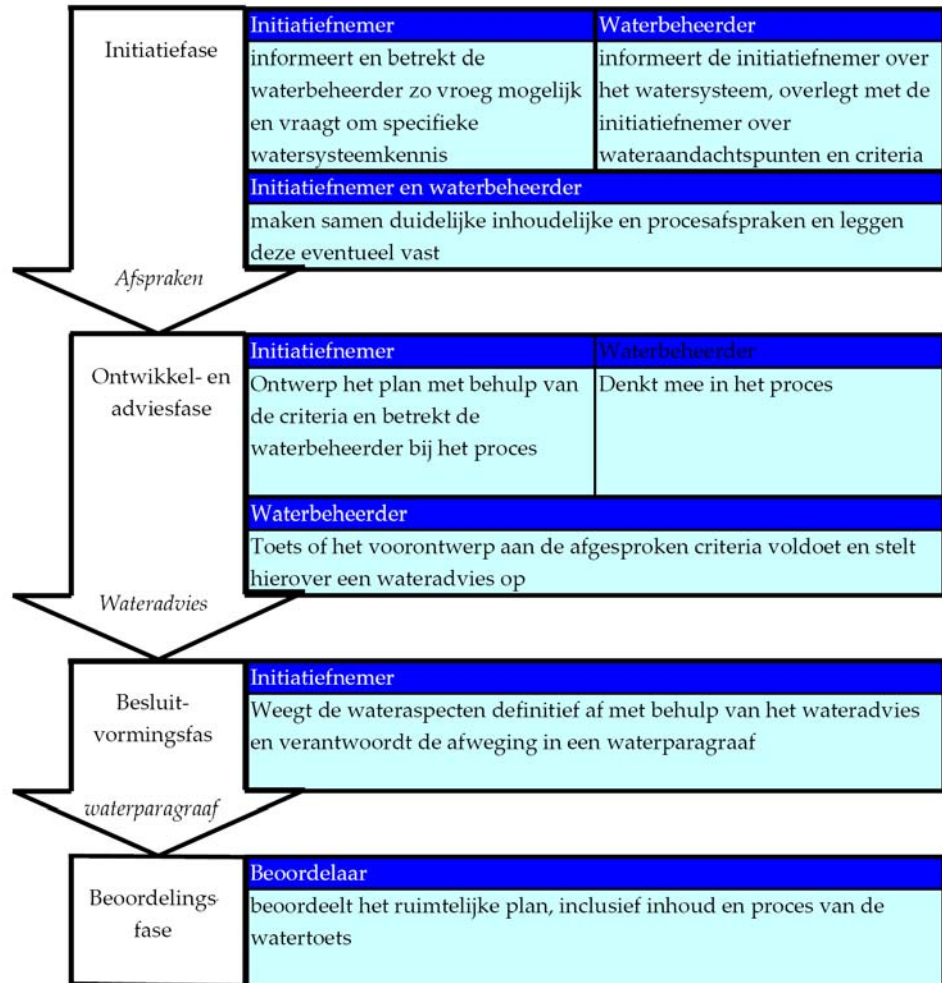 Initiatiefase
Initiatiefnemer
informeert en betrekt de
waterbeheerder zo vroeg mogelijk
en vraagt om specifieke
watersysteemkennis
Waterbeheerder
informeert de initiatiefnemer over
het watersysteem, overlegt met de
initiatiefnemer over
wateraandachtspunten en criteria
Initiatiefnemer en waterbeheerder
maken samen duidelijke inhoudelijke en procesafspraken en leggen
deze eventueel vast
Afspraken
Ontwikkel- en
adviesfase
Initiatiefnemer
Ontwerp het plan met behulp van
de criteria en betrekt de
waterbeheerder bij het proces
Waterbeheerder
Denkt mee in het proces
Waterbeheerder
Toets of het voorontwerp aan de afgesproken criteria voldoet en stelt
hierover een wateradvies op
Wateradvies
Besluit-
vormingsfas
Initiatiefnemer
Weegt de wateraspecten definitief af met behulp van het wateradvies
en verantwoordt de afweging in een waterparagraaf
waterparagraaf
Beoordelings-
fase
Beoordelaar
beoordeelt het ruimtelijke plan, inclusief inhoud en proces van de
watertoets